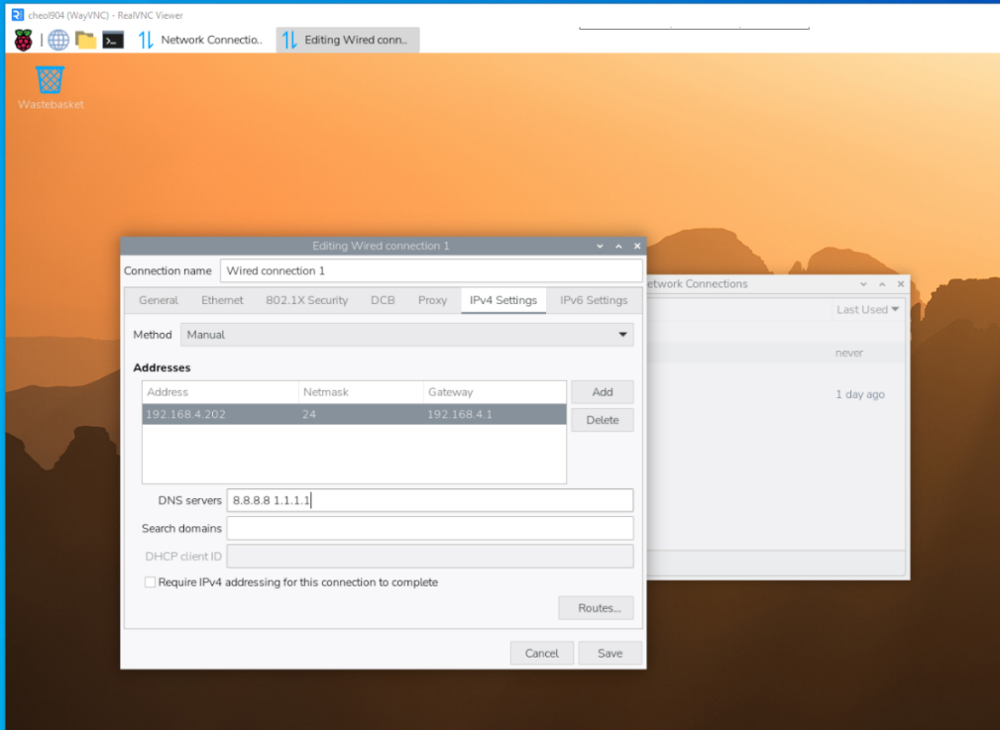 cheol904 (WayVNC) - RealVNC Viewer
Network Connectio.. Editing Wired conn..
Wastebasket
Editing Wired connection 1
Connection name Wired connection 1
etwork Connections
General Ethernet 802.1X Security DCB Proxy IPv4 Settings IPv6 Settings
Last Used
Method Manual
never
Addresses
1 day ago
Address Netmask Gateway
Add
192.168.4.202 24 192.168.4.1
Delete
DNS servers 8.8.8.8 1.1.1.1
Search domains
DHCP client ID
Require IPv4 addressing for this connection to complete
Routes...
Cancel Save